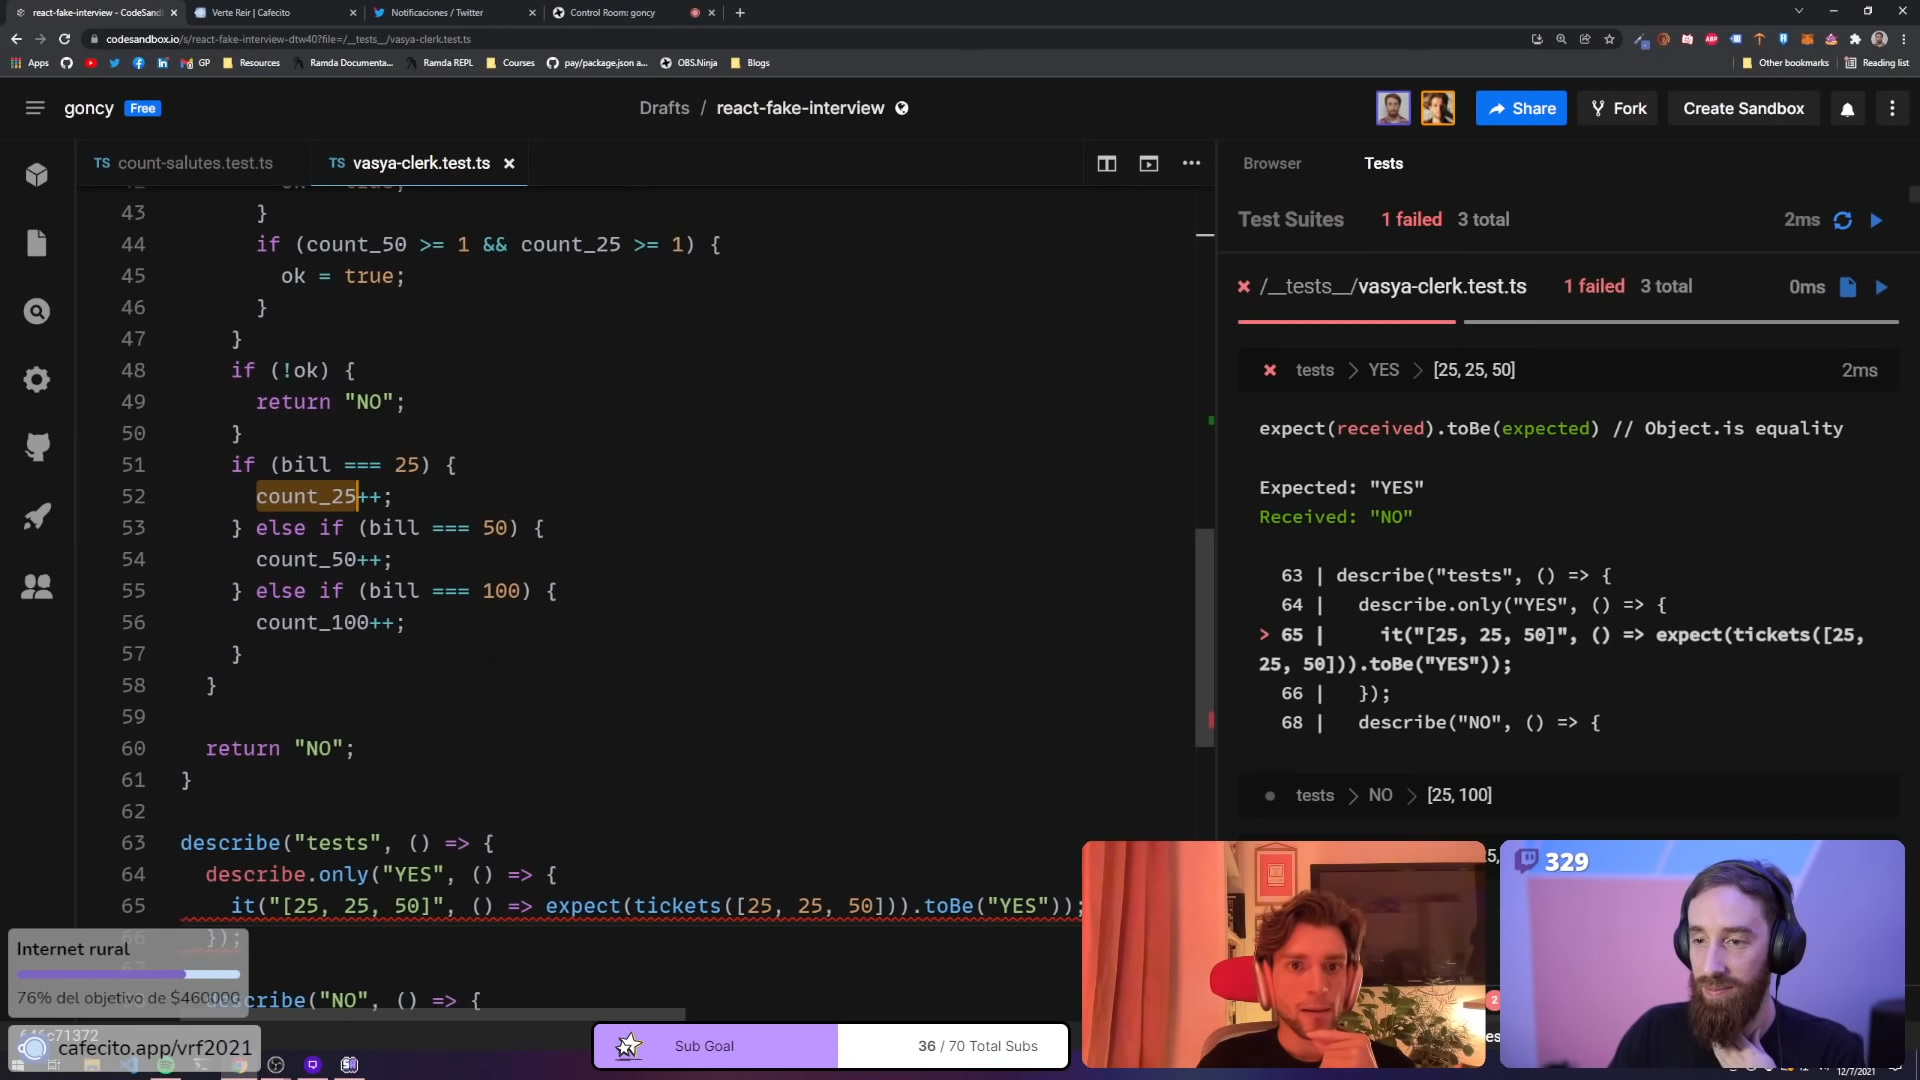 react-fake-interview - CodeSand
Verte Reir | Cafecito
Notificaciones / Twitter
Control Room: goncy
codesandbox.io/s/react-fake-interview-dtw40?file=/__tests__/vasya-clerk.test.ts
Apps
GP
Resources
Ramda Documenta...
Ramda REPL
Courses
pay/package.json a...
OBS.Ninja
Blogs
Other bookmarks
Reading list
goncy Free
Drafts / react-fake-interview
Share
Fork
Create Sandbox
TS count-salutes.test.ts
TS vasya-clerk.test.ts
43 }
44 if (count_50 >= 1 && count_25 >= 1) {
45 ok = true;
46 }
47 }
48 if (!ok) {
49 return "NO";
50 }
51 if (bill === 25) {
52 count_25++;
53 } else if (bill === 50) {
54 count_50++;
55 } else if (bill === 100) {
56 count_100++;
57 }
58 }
59
60 return "NO";
61 }
62
63 describe("tests", () => {
64 describe.only("YES", () => {
65 it("[25, 25, 50]", () => expect(tickets([25, 25, 50])).toBe("YES"));
66 });
describe("NO", () => {
Browser
Tests
Test Suites 1 failed 3 total 2ms
/__tests__/vasya-clerk.test.ts 1 failed 3 total 0ms
tests > YES > [25, 25, 50] 2ms
expect(received).toBe(expected) // Object.is equality
Expected: "YES"
Received: "NO"
63 | describe("tests", () => {
64 | describe.only("YES", () => {
> 65 | it("[25, 25, 50]", () => expect(tickets([25,
25, 50])).toBe("YES"));
66 | });
68 | describe("NO", () => {
tests > NO > [25, 100]
329
Internet rural
76% del objetivo de $460000
cafecito.app/vrf2021
Sub Goal
36 / 70 Total Subs
2
12/7/2021